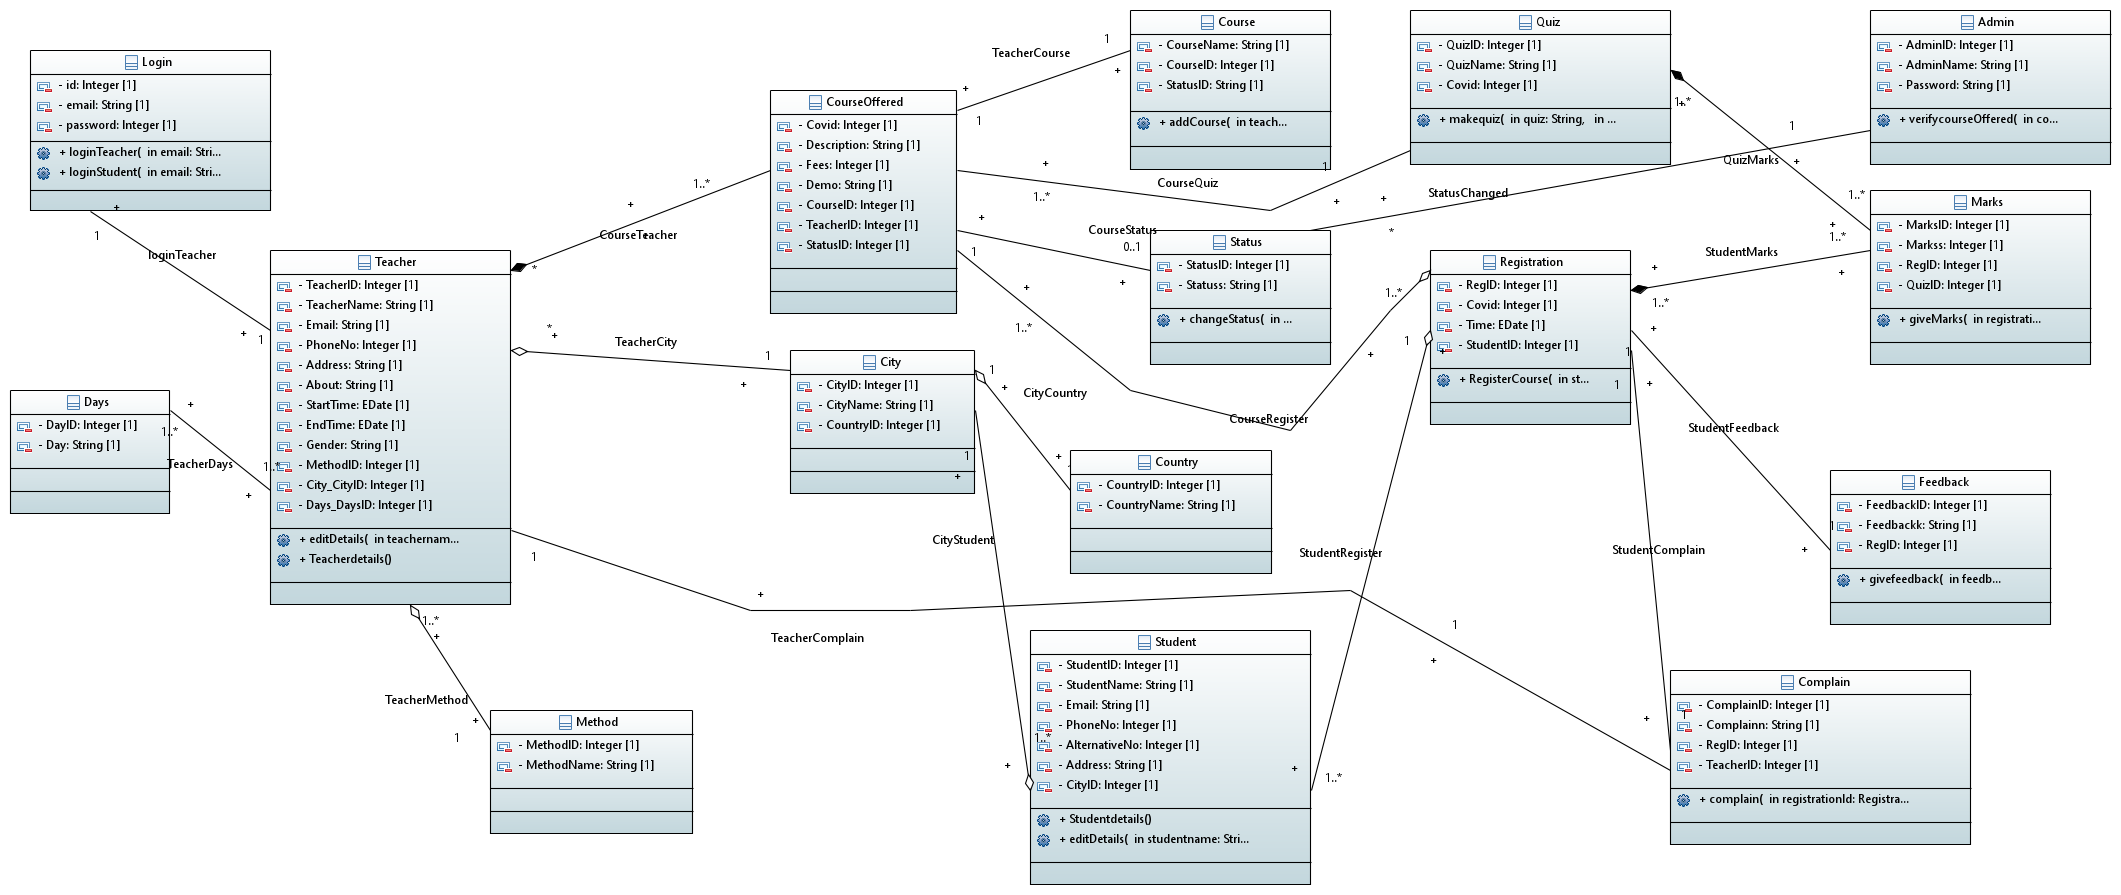 Login
- id: Integer [1]
- email: String [1]
- password: Integer [1]
+ loginTeacher( in email: Stri...
+ loginStudent( in email: Stri...
+
1
loginTeacher
+
1
Teacher
- TeacherID: Integer [1]
- TeacherName: String [1]
- Email: String [1]
- PhoneNo: Integer [1]
- Address: String [1]
- About: String [1]
- StartTime: EDate [1]
- EndTime: EDate [1]
- Gender: String [1]
- MethodID: Integer [1]
- City_CityID: Integer [1]
- Days_DaysID: Integer [1]
+ editDetails( in teachernam...
+ Teacherdetails()
Days
- DayID: Integer [1]
- Day: String [1]
+
1..*
TeacherDays
1..*
+
1..*
+
TeacherMethod
+
1
Method
- MethodID: Integer [1]
- MethodName: String [1]
CourseOffered
- Covid: Integer [1]
- Description: String [1]
- Fees: Integer [1]
- Demo: String [1]
- CourseID: Integer [1]
- TeacherID: Integer [1]
- StatusID: Integer [1]
1..*
+
CourseTeacher
+
*
*
+
TeacherCity
1
+
City
- CityID: Integer [1]
- CityName: String [1]
- CountryID: Integer [1]
1
+
CityCountry
+
1
+
Country
- CountryID: Integer [1]
- CountryName: String [1]
CityStudent
+
1..*
Student
- StudentID: Integer [1]
- StudentName: String [1]
- Email: String [1]
- PhoneNo: Integer [1]
- AlternativeNo: Integer [1]
- Address: String [1]
- CityID: Integer [1]
+ Studentdetails()
+ editDetails( in studentname: Stri...
+
1..*
StudentRegister
1
+
TeacherCourse
1
+
+
1
Course
- CourseName: String [1]
- CourseID: Integer [1]
- StatusID: String [1]
+ addCourse( in teach...
+
1..*
CourseQuiz
1
+
Quiz
- QuizID: Integer [1]
- QuizName: String [1]
- Covid: Integer [1]
+ makequiz( in quiz: String, in ...
1..*
+
QuizMarks
+
1..*
Admin
- AdminID: Integer [1]
- AdminName: String [1]
- Password: String [1]
+ verifycourseOffered( in co...
1
StatusChanged
+
*
+
CourseStatus
0..1
+
1
Status
- StatusID: Integer [1]
- Statuss: String [1]
+ changeStatus( in ...
+
1..*
CourseRegister
1..*
+
Registration
- RegID: Integer [1]
- Covid: Integer [1]
- Time: EDate [1]
- StudentID: Integer [1]
+ RegisterCourse( in st...
Marks
- MarksID: Integer [1]
- Markss: Integer [1]
- RegID: Integer [1]
- QuizID: Integer [1]
+ giveMarks( in registrati...
+
1..*
StudentMarks
+
1..*
+
+
1
StudentFeedback
1
+
Feedback
- FeedbackID: Integer [1]
- Feedbackk: String [1]
- RegID: Integer [1]
+ givefeedback( in feedb...
+
1
StudentComplain
+
1
Complain
- ComplainID: Integer [1]
- Complainn: String [1]
- RegID: Integer [1]
- TeacherID: Integer [1]
+ complain( in registrationId: Registra...
1
+
TeacherComplain
1
+